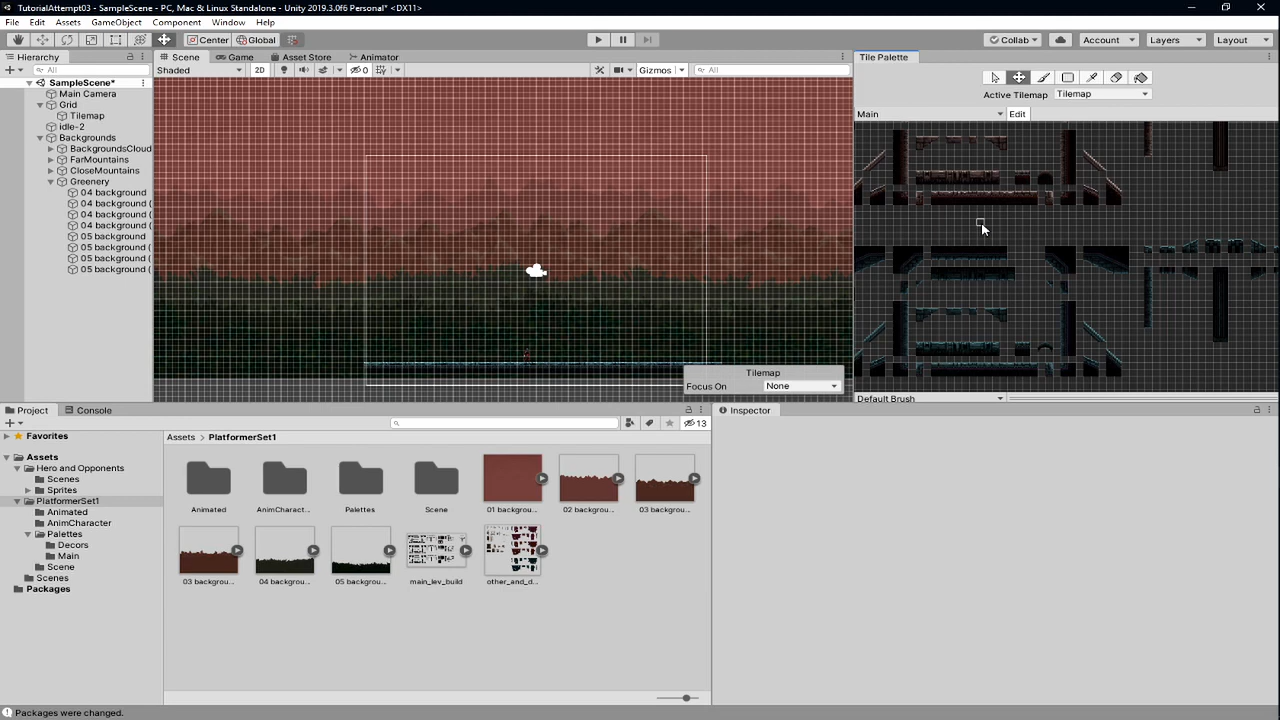 TutorialAttempt03 - SampleScene - PC, Mac & Linux Standalone - Unity 2019.3.0f6 Personal* <DX11>
File Edit Assets GameObject Component Window Help
Center Global Collab Account Layers Layout
Hierarchy
All
SampleScene*
Main Camera
Grid
Tilemap
idle-2
Backgrounds
BackgroundsCloud
FarMountains
CloseMountains
Greenery
04 background
04 background (
04 background (
04 background (
05 background
05 background (
05 background (
05 background (
Scene Game Asset Store Animator
Shaded 2D 0 Gizmos All
Tilemap
Focus On None
Tile Palette
Active Tilemap Tilemap
Main Edit
Default Brush
Project Console
13
Favorites
Assets
Hero and Opponents
Scenes
Sprites
PlatformerSet1
Animated
AnimCharacter
Palettes
Decors
Main
Scene
Scenes
Packages
Assets > PlatformerSet1
Animated AnimCharact... Palettes Scene 01 backgrou... 02 backgrou... 03 backgrou...
03 backgrou... 04 backgrou... 05 backgrou... main_lev_build other_and_d...
Inspector
Packages were changed.